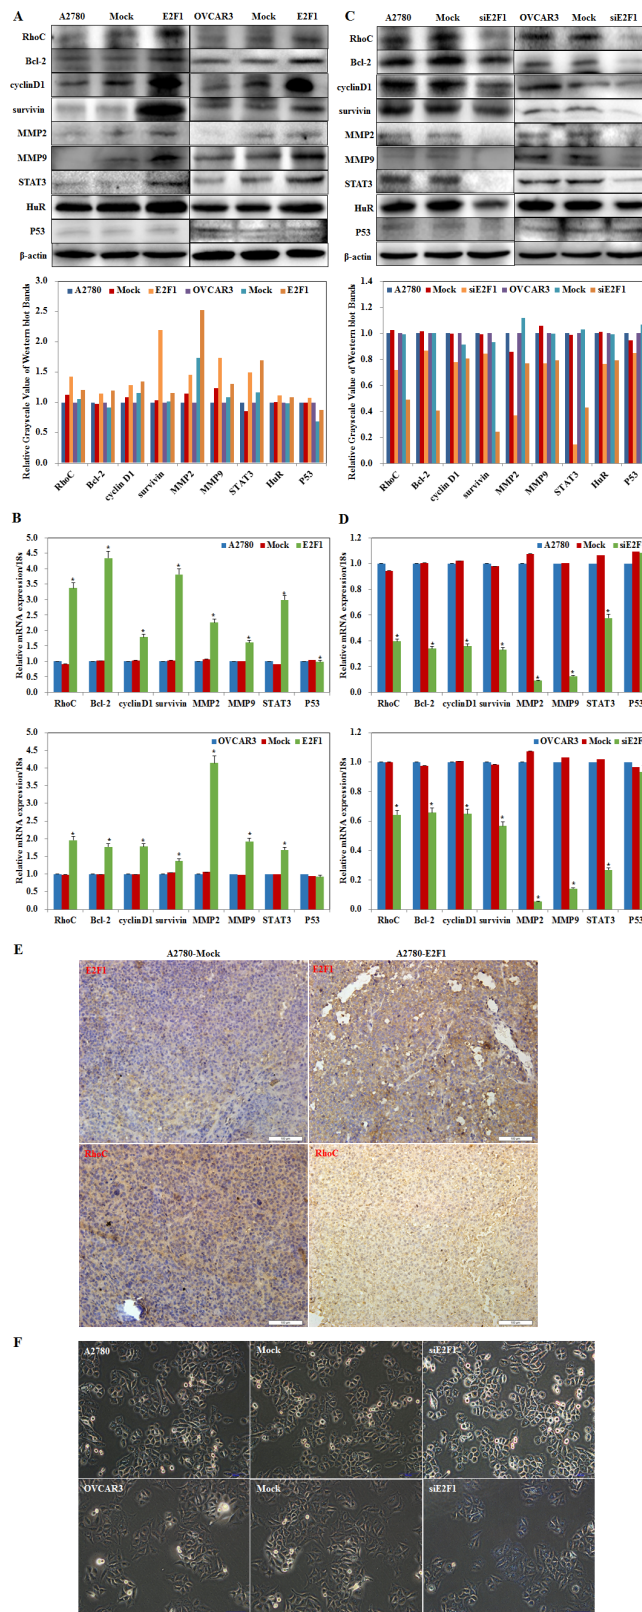 A
A2780 Mock E2F1 OVCAR3 Mock E2F1
RhoC
Bcl-2
cyclinD1
survivin
MMP2
MMP9
STAT3
HuR
P53
β-actin
Relative Grayscale Value of Western blot Bands
A2780 Mock E2F1 OVCAR3 Mock E2F1
3.0
2.5
2.0
1.5
1.0
0.5
0.0
RhoC Bcl-2 cyclin D1 survivin MMP2 MMP9 STAT3 HuR P53
C
A2780 Mock siE2F1 OVCAR3 Mock siE2F1
RhoC
Bcl-2
cyclinD1
survivin
MMP2
MMP9
STAT3
HuR
P53
β-actin
Relative Grayscale Value of Western blot Bands
A2780 Mock siE2F1 OVCAR3 Mock siE2F1
1.4
1.2
1.0
0.8
0.6
0.4
0.2
0.0
RhoC Bcl-2 cyclin D1 survivin MMP2 MMP9 STAT3 HuR P53
B
Relative mRNA expression/18s
A2780 Mock E2F1
5.0
4.5
4.0
3.5
3.0
2.5
2.0
1.5
1.0
0.5
0.0
* * * * * * * *
RhoC Bcl-2 cyclinD1 survivin MMP2 MMP9 STAT3 P53
Relative mRNA expression/18s
OVCAR3 Mock E2F1
5.0
4.5
4.0
3.5
3.0
2.5
2.0
1.5
1.0
0.5
0.0
* * * * * * *
RhoC Bcl-2 cyclinD1 survivin MMP2 MMP9 STAT3 P53
D
Relative mRNA expression/18s
A2780 Mock siE2F
1.2
1.0
0.8
0.6
0.4
0.2
0.0
* * * * * * *
RhoC Bcl-2 cyclinD1 survivin MMP2 MMP9 STAT3 P53
Relative mRNA expression/18s
OVCAR3 Mock siE2F
1.2
1.0
0.8
0.6
0.4
0.2
0.0
* * * * * * *
RhoC Bcl-2 cyclinD1 survivin MMP2 MMP9 STAT3 P53
E
A2780-Mock A2780-E2F1
E2F1 E2F1
RhoC RhoC
F
A2780 Mock siE2F1
OVCAR3 Mock siE2F1